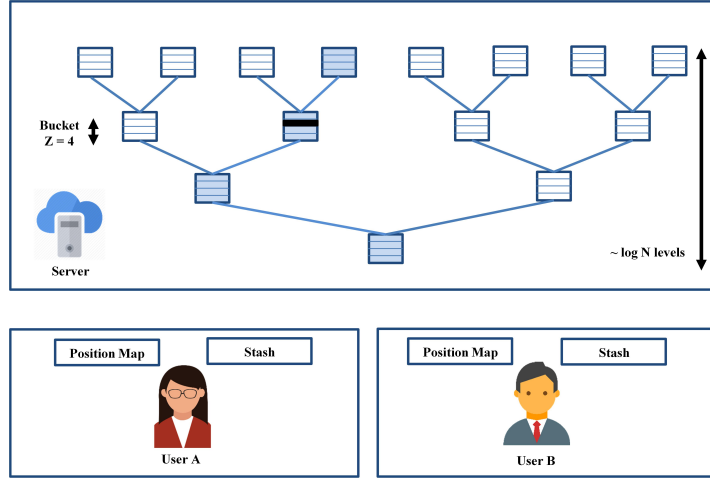 Bucket
Z = 4
Server
~ log N levels
Position Map
Stash
User A
Position Map
Stash
User B